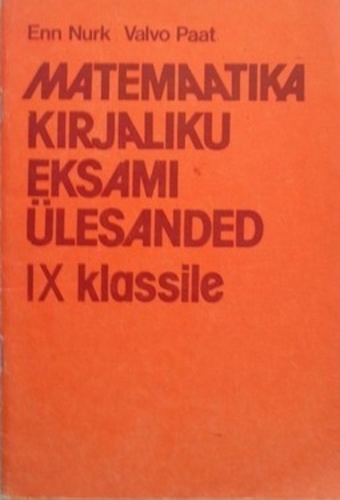 Enn Nurk Valvo Paat
MATEMAATIKA
KIRJALIKU
EKSAMI
ÜLESANDED
IX klassile